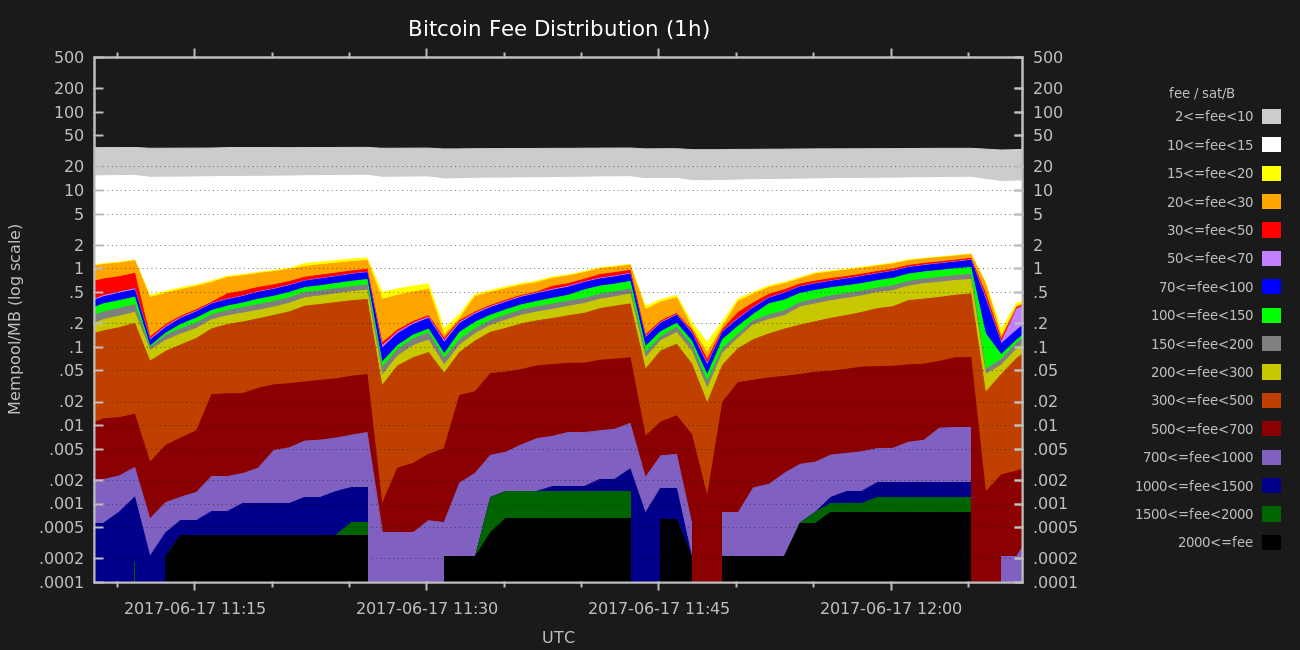 Bitcoin Fee Distribution (1h)
500 500
200 200
100 100
50 50
20 20
10 10
5 5
2 2
1 1
.5 .5
.2 .2
.1 .1
.05 .05
.02 .02
.01 .01
.005 .005
.002 .002
.001 .001
.0005 .0005
.0002 .0002
.0001 .0001
Mempool/MB (log scale)
2017-06-17 11:15 2017-06-17 11:30 2017-06-17 11:45 2017-06-17 12:00
UTC
fee / sat/B
2<=fee<10
10<=fee<15
15<=fee<20
20<=fee<30
30<=fee<50
50<=fee<70
70<=fee<100
100<=fee<150
150<=fee<200
200<=fee<300
300<=fee<500
500<=fee<700
700<=fee<1000
1000<=fee<1500
1500<=fee<2000
2000<=fee